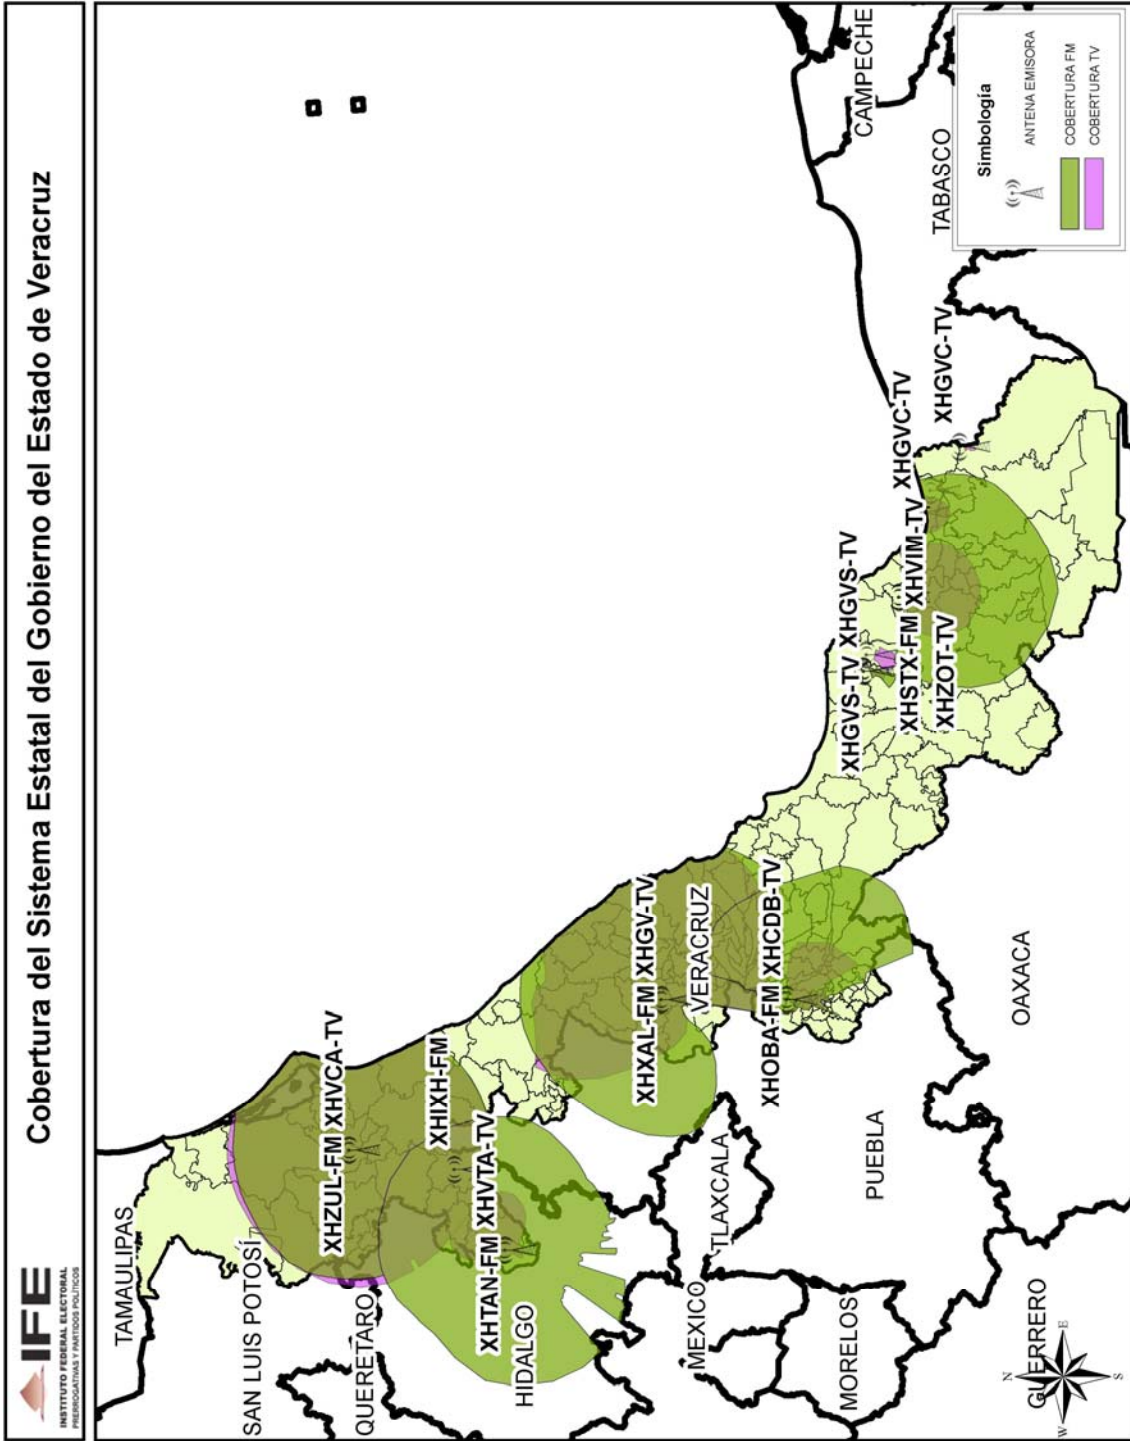 IFE
INSTITUTO FEDERAL ELECTORAL
PRERROGATIVAS Y PARTIDOS POLÍTICOS
Cobertura del Sistema Estatal del Gobierno del Estado de Veracruz
TAMAULIPAS
SAN LUIS POTOSÍ
QUERETARO
XHZUL-FM XHVCA-TV
XHIXH-FM
XHTAN-FM XHVTA-TV
HIDALGO
XHXAL-FM XHGV-TV
VERACRUZ
XHOBA-FM XHCDB-TV
MEXICO
TLAXCALA
MORELOS
PUEBLA
GUERRERO
OAXACA
XHGVS-TV XHGVS-TV
XHSTX-FM XHVIM-TV XHGVC-TV
XHZOT-TV
XHGVC-TV
CAMPECHE
TABASCO
Simbología
ANTENA EMISORA
COBERTURA FM
COBERTURA TV
N
W
E
S